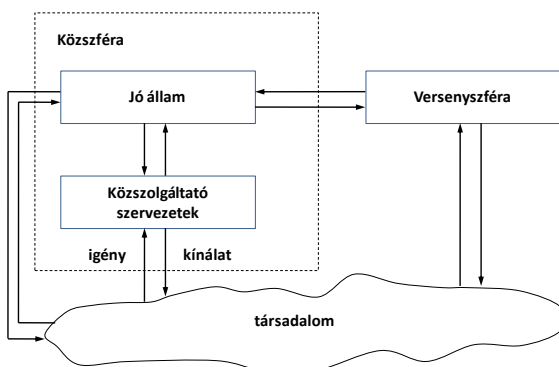 Közszféra
Jó állam
Versenyszféra
Közszolgáltató
szervezetek
igény
kínálat
társadalom